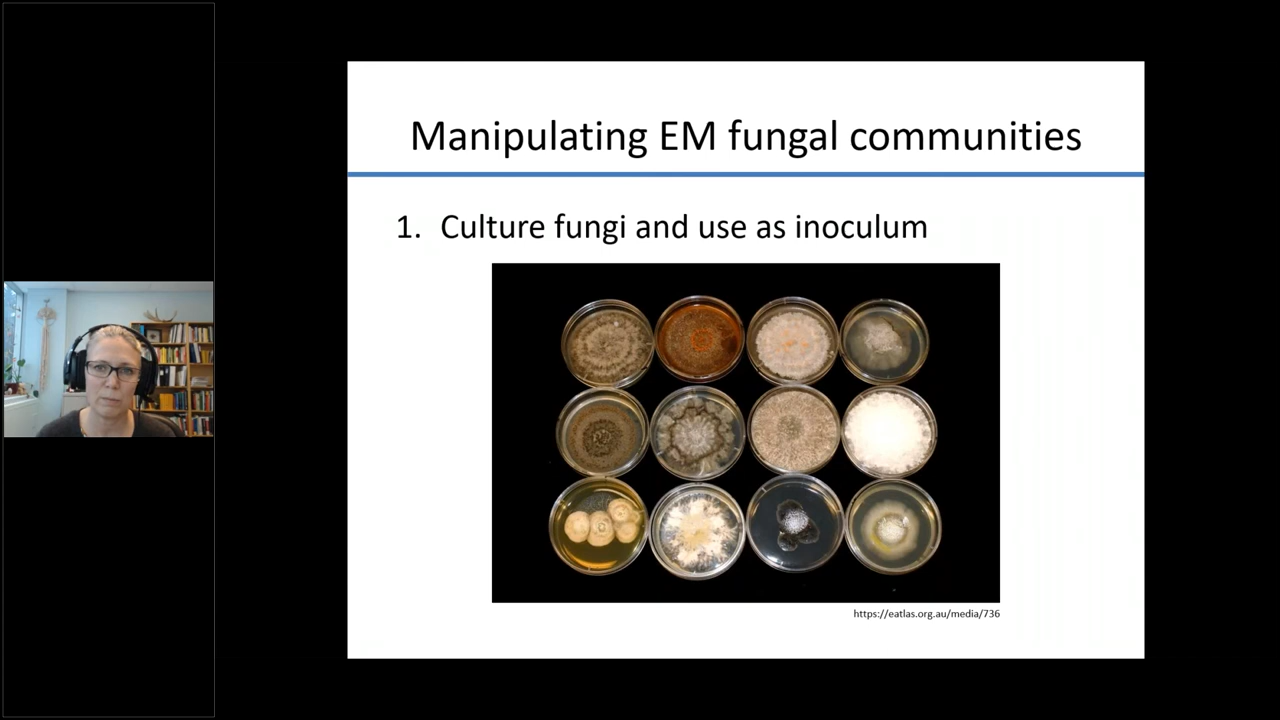 Manipulating EM fungal communities
1. Culture fungi and use as inoculum
https://eatlas.org.au/media/736